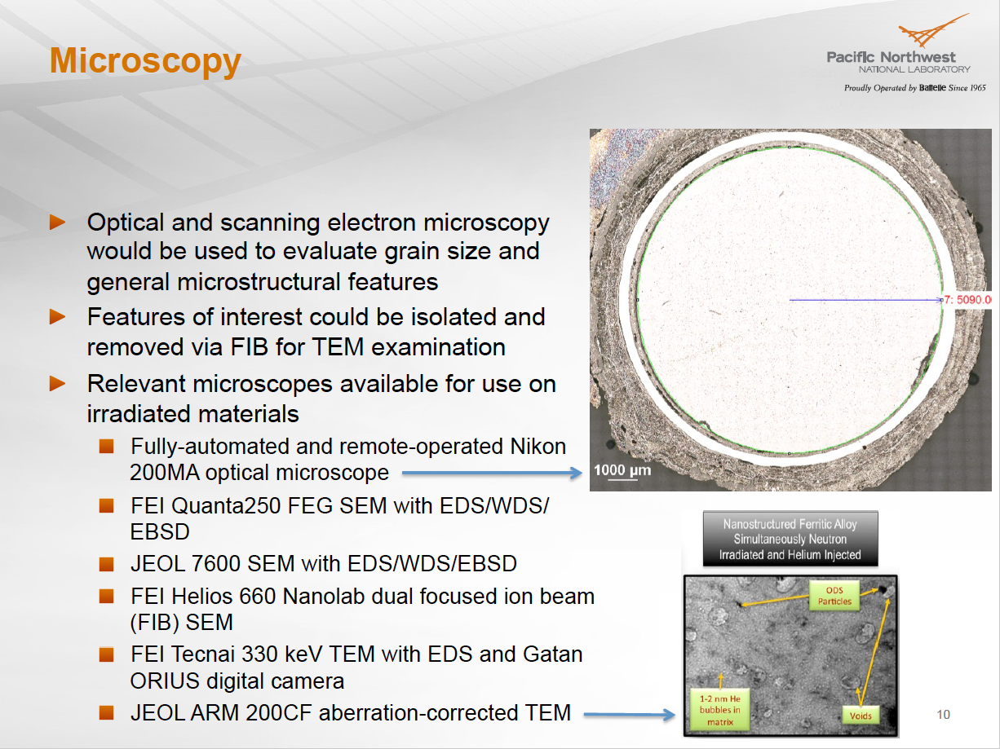 Microscopy
Pacific Northwest
NATIONAL LABORATORY
Proudly Operated by Battelle Since 1965
Optical and scanning electron microscopy
would be used to evaluate grain size and
general microstructural features
Features of interest could be isolated and
removed via FIB for TEM examination
Relevant microscopes available for use on
irradiated materials
Fully-automated and remote-operated Nikon
200MA optical microscope
FEI Quanta250 FEG SEM with EDS/WDS/
EBSD
JEOL 7600 SEM with EDS/WDS/EBSD
FEI Helios 660 Nanolab dual focused ion beam
(FIB) SEM
FEI Tecnai 330 keV TEM with EDS and Gatan
ORIUS digital camera
JEOL ARM 200CF aberration-corrected TEM
7: 5090.0
1000 µm
Nanostructured Ferritic Alloy
Simultaneously Neutron
Irradiated and Helium Injected
ODS
Particles
1-2 nm He
bubbles in
matrix
Voids
10